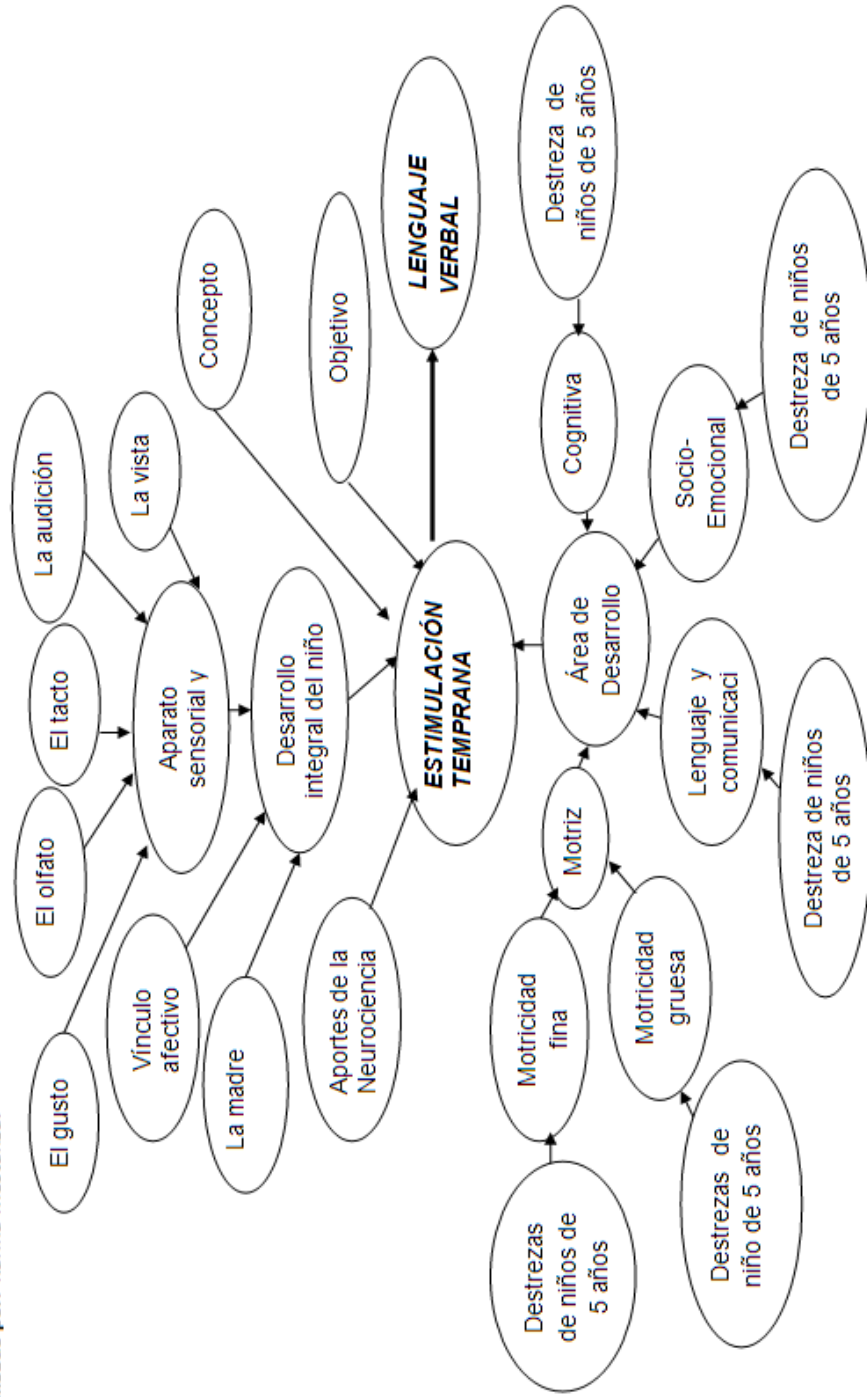 El gusto
El olfato
El tacto
La audición
La vista
Aparato
sensorial y
Vínculo
afectivo
La madre
Desarrollo
integral del niño
Concepto
Objetivo
Aportes de la
Neurociencia
ESTIMULACIÓN
TEMPRANA
LENGUAJE
VERBAL
Área de
Desarrollo
Motriz
Motricidad
fina
Destrezas
de niños de
5 años
Motricidad
gruesa
Destrezas de
niño de 5 años
Lenguaje y
comunicaci
Destreza de niños
de 5 años
Socio-
Emocional
Destreza de niños
de 5 años
Cognitiva
Destreza de
niños de 5 años